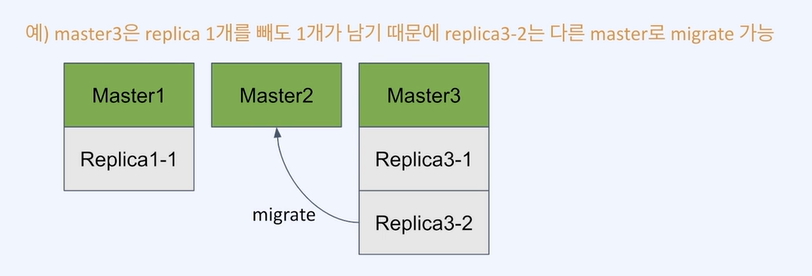 예) master3은 replica 1개를 빼도 1개가 남기 때문에 replica3-2는 다른 master로 migrate 가능
Master1
Master2
Master3
Replica1-1
Replica3-1
migrate
Replica3-2